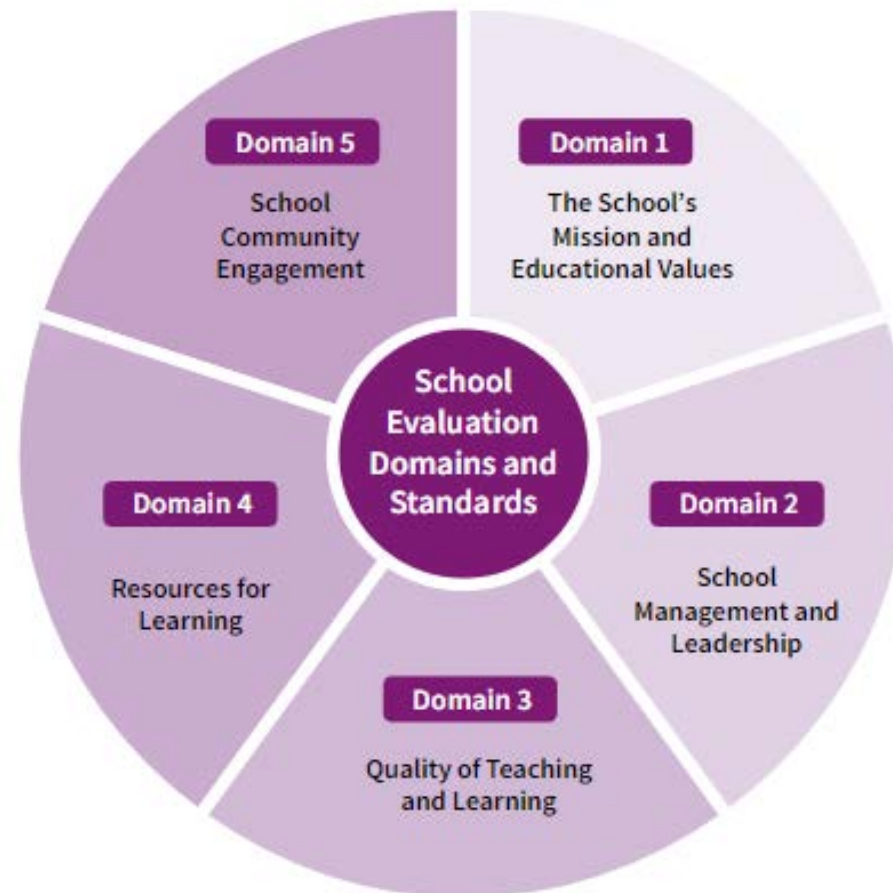 School
Evaluation
Domains and
Standards
Domain 1
The School's
Mission and
Educational Values
Domain 2
School
Management and
Leadership
Domain 3
Quality of Teaching
and Learning
Domain 4
Resources for
Learning
Domain 5
School
Community
Engagement